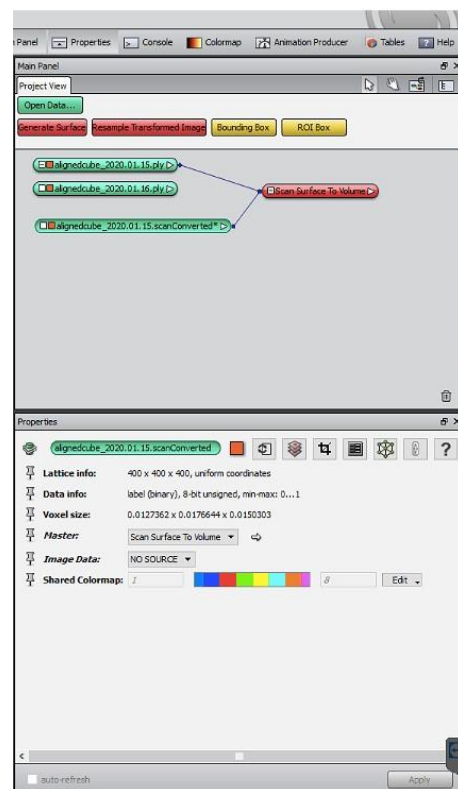 Panel Properties Console Colormap Animation Producer Tables Help
Main Panel
Project View
Open Data...
Generate Surface Resample Transformed Image Bounding Box ROI Box
alignedcube_2020.01.15.ply
alignedcube_2020.01.16.ply
Scan Surface To Volume
alignedcube_2020.01.15.scanConverted*
Properties
alignedcube_2020.01.15.scanConverted ?
Lattice info: 400 x 400 x 400, uniform coordinates
Data info: label (binary), 8-bit unsigned, min-max: 0...1
Voxel size: 0.0127362 x 0.0176644 x 0.0150303
Master: Scan Surface To Volume
Image Data: NO SOURCE
Shared Colormap: 1 8 Edit
auto-refresh Apply